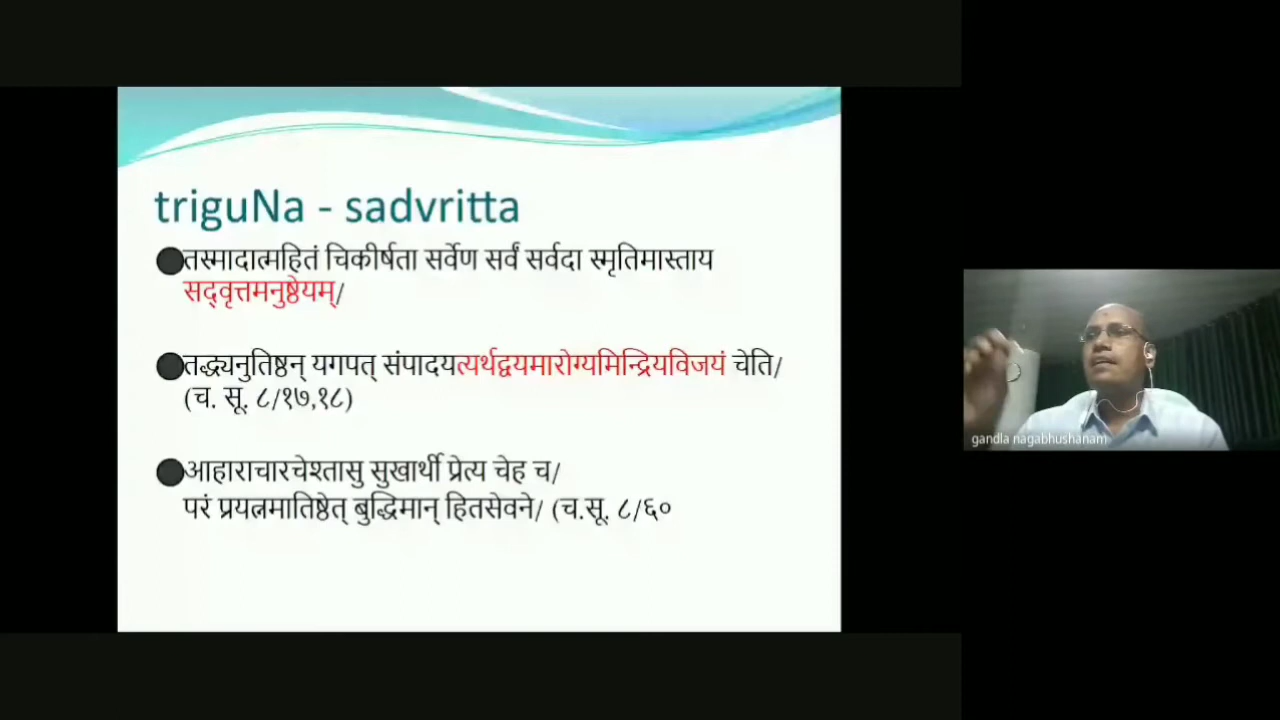 triguNa - sadvritta
तस्मादात्महितं चिकीर्षता सर्वेण सर्वं सर्वदा स्मृतिमास्ताय
सद्वृत्तमनुष्ठेयम्/
तद्ध्यनुतिष्ठन् यगपत् संपादयत्यर्थद्वयमारोग्यमिन्द्रियविजयं चेति/
(च. सू. ८/१७,१८)
आहाराचारचेश्तासु सुखार्थी प्रेत्य चेह च/
परं प्रयत्नमातिष्ठेत् बुद्धिमान् हितसेवने/ (च.सू. ८/६०
gandla nagabhushanam